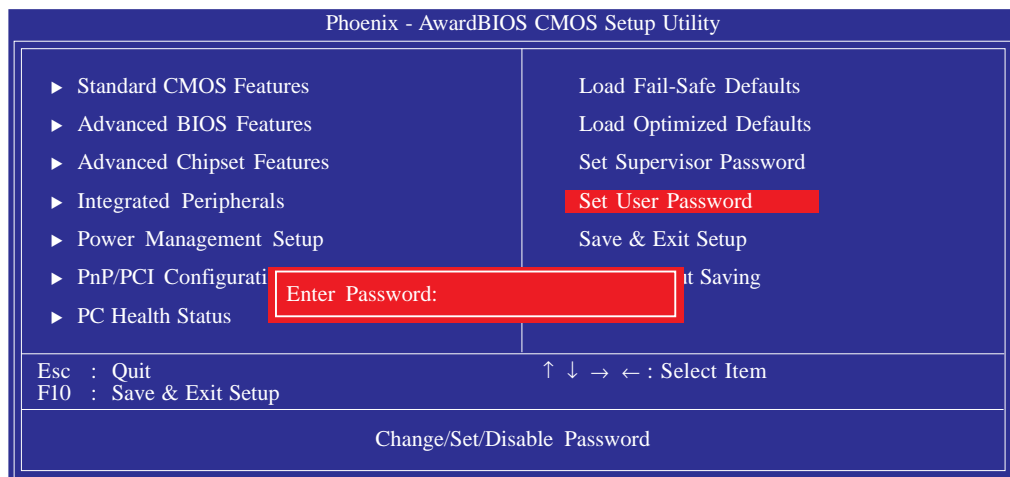 Phoenix - AwardBIOS CMOS Setup Utility
▶ Standard CMOS Features
▶ Advanced BIOS Features
▶ Advanced Chipset Features
▶ Integrated Peripherals
▶ Power Management Setup
▶ PnP/PCI Configurati
▶ PC Health Status
Load Fail-Safe Defaults
Load Optimized Defaults
Set Supervisor Password
Set User Password
Save & Exit Setup
t Saving
Enter Password:
Esc : Quit
F10 : Save & Exit Setup
↑ ↓ → ← : Select Item
Change/Set/Disable Password